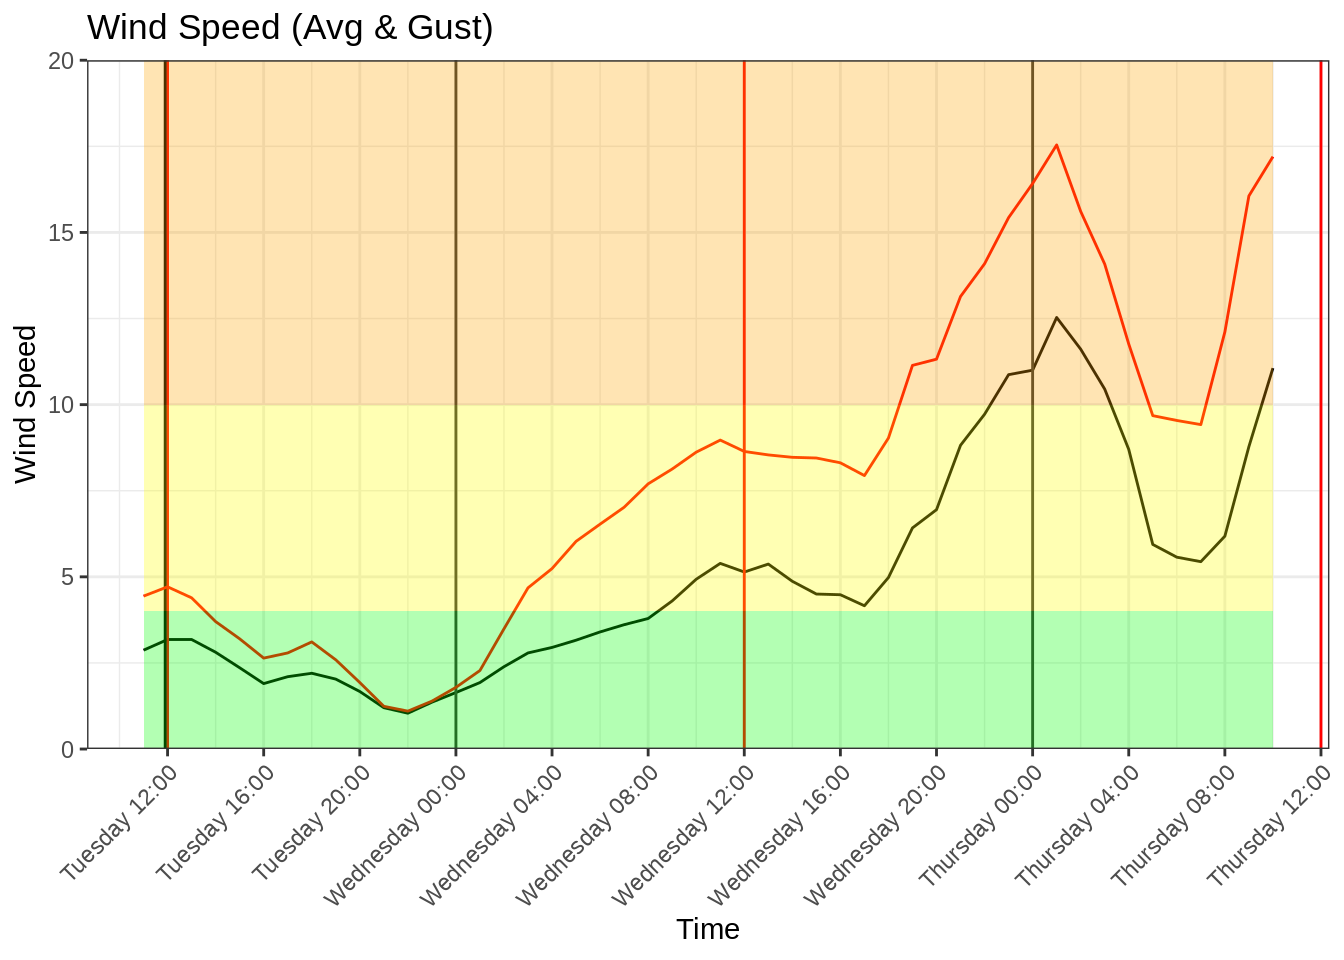 Wind Speed (Avg & Gust)
20
15
10
5
0
Wind Speed
Tuesday 12:00
Tuesday 16:00
Tuesday 20:00
Wednesday 00:00
Wednesday 04:00
Wednesday 08:00
Wednesday 12:00
Wednesday 16:00
Wednesday 20:00
Thursday 00:00
Thursday 04:00
Thursday 08:00
Thursday 12:00
Time